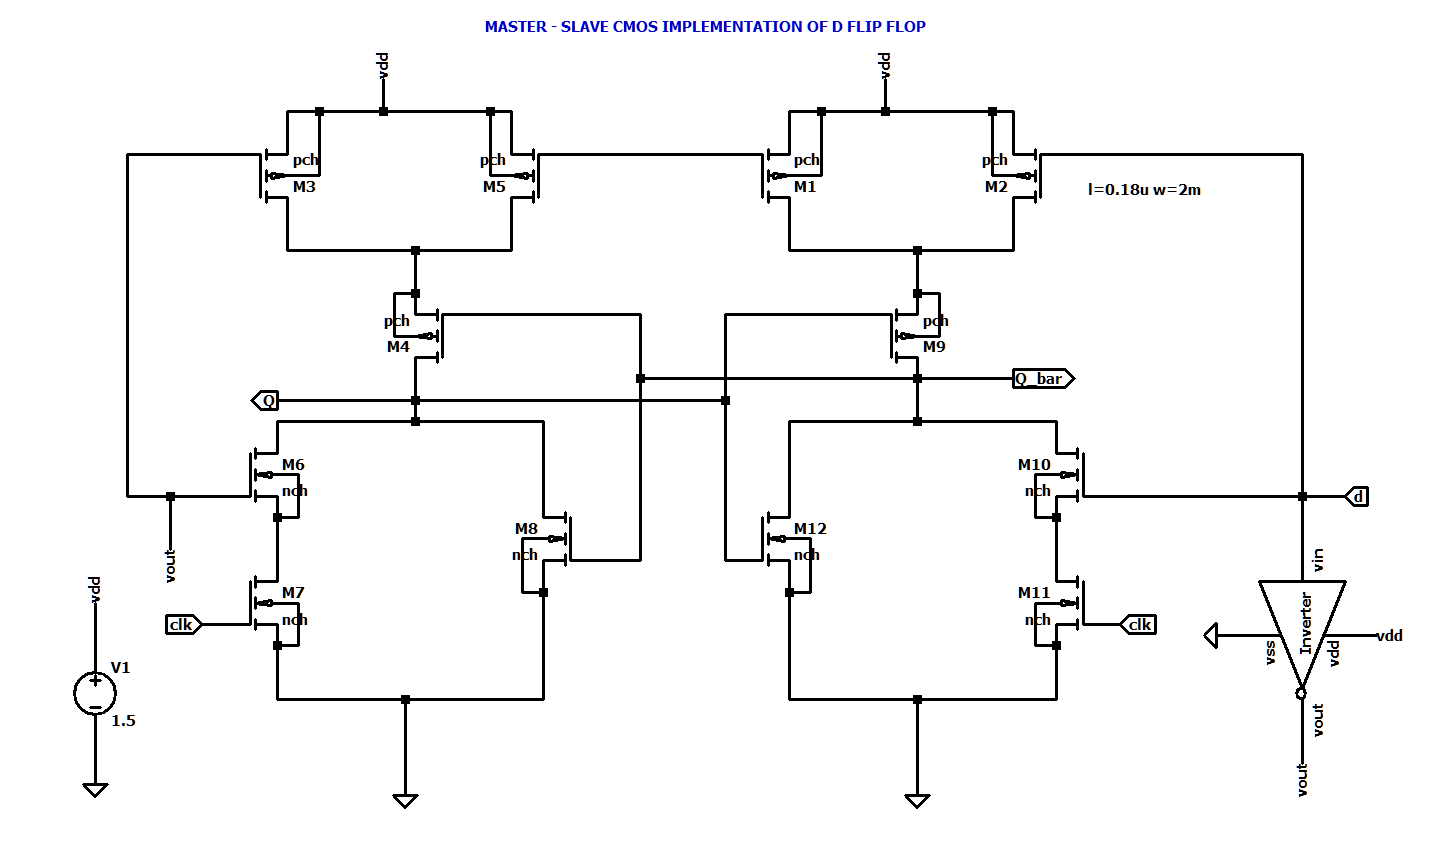 MASTER - SLAVE CMOS IMPLEMENTATION OF D FLIP FLOP
vdd
vdd
pch
M3
pch
M5
pch
M1
pch
M2
l=0.18u w=2m
pch
M4
pch
M9
Q_bar
Q
M6
nch
M10
nch
d
M8
nch
M12
nch
vout
vin
vdd
M7
nch
M11
nch
clk
clk
Inverter
vss
vdd
vdd
V1
1.5
vout
vout